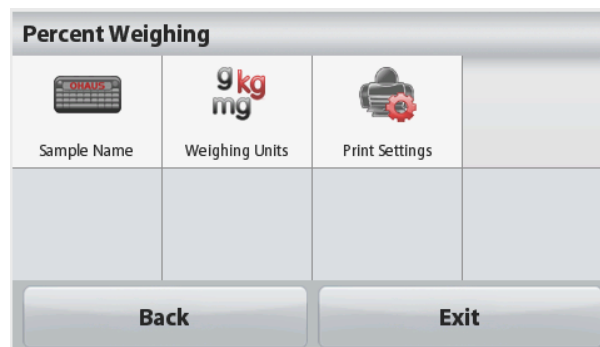 Percent Weighing
OHAUS
g kg
mg
Sample Name Weighing Units Print Settings
Back Exit